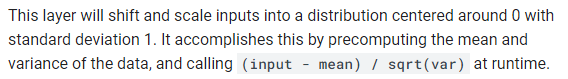 This layer will shift and scale inputs into a distribution centered around 0 with
standard deviation 1. It accomplishes this by precomputing the mean and
variance of the data, and calling (input - mean) / sqrt(var) at runtime.